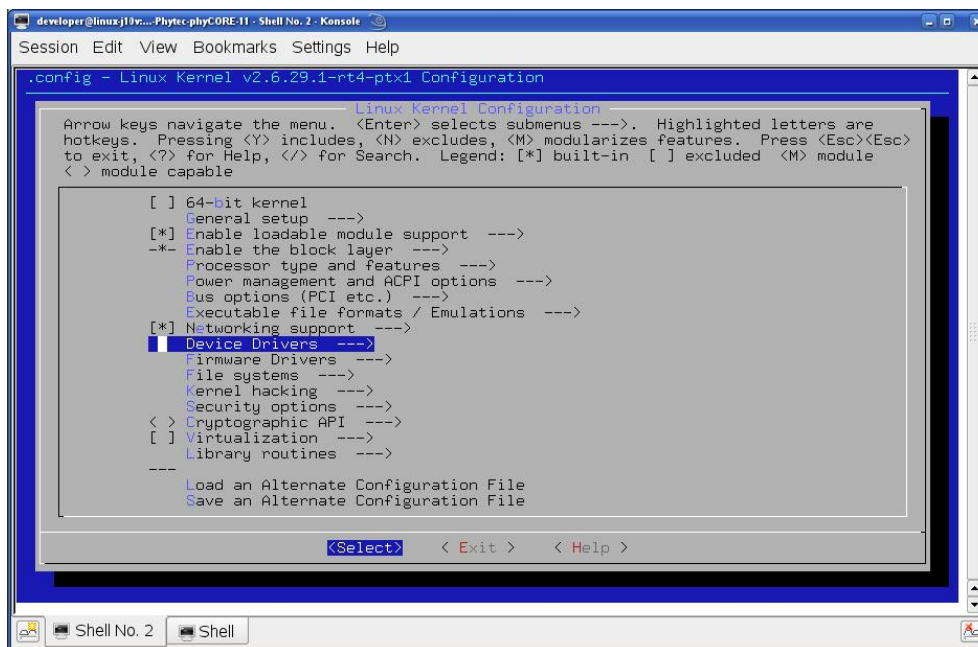 developer@linux-j10v:...-Phytec-phyCORE-11 - Shell No. 2 - Konsole
Session Edit View Bookmarks Settings Help
.config - Linux Kernel v2.6.29.1-rt4-ptx1 Configuration
Linux Kernel Configuration
Arrow keys navigate the menu. <Enter> selects submenus --->. Highlighted letters are
hotkeys. Pressing <Y> includes, <N> excludes, <M> modularizes features. Press <Esc><Esc>
to exit, <?> for Help, </> for Search. Legend: [*] built-in [ ] excluded <M> module
< > module capable
[ ] 64-bit kernel
General setup --->
[*] Enable loadable module support --->
-*- Enable the block layer --->
Processor type and features --->
Power management and ACPI options --->
Bus options (PCI etc.) --->
Executable file formats / Emulations --->
[*] Networking support --->
Device Drivers --->
Firmware Drivers --->
File systems --->
Kernel hacking --->
Security options --->
< > Cryptographic API --->
[ ] Virtualization --->
Library routines --->
---
Load an Alternate Configuration File
Save an Alternate Configuration File
<Select> < Exit > < Help >
Shell No. 2 Shell